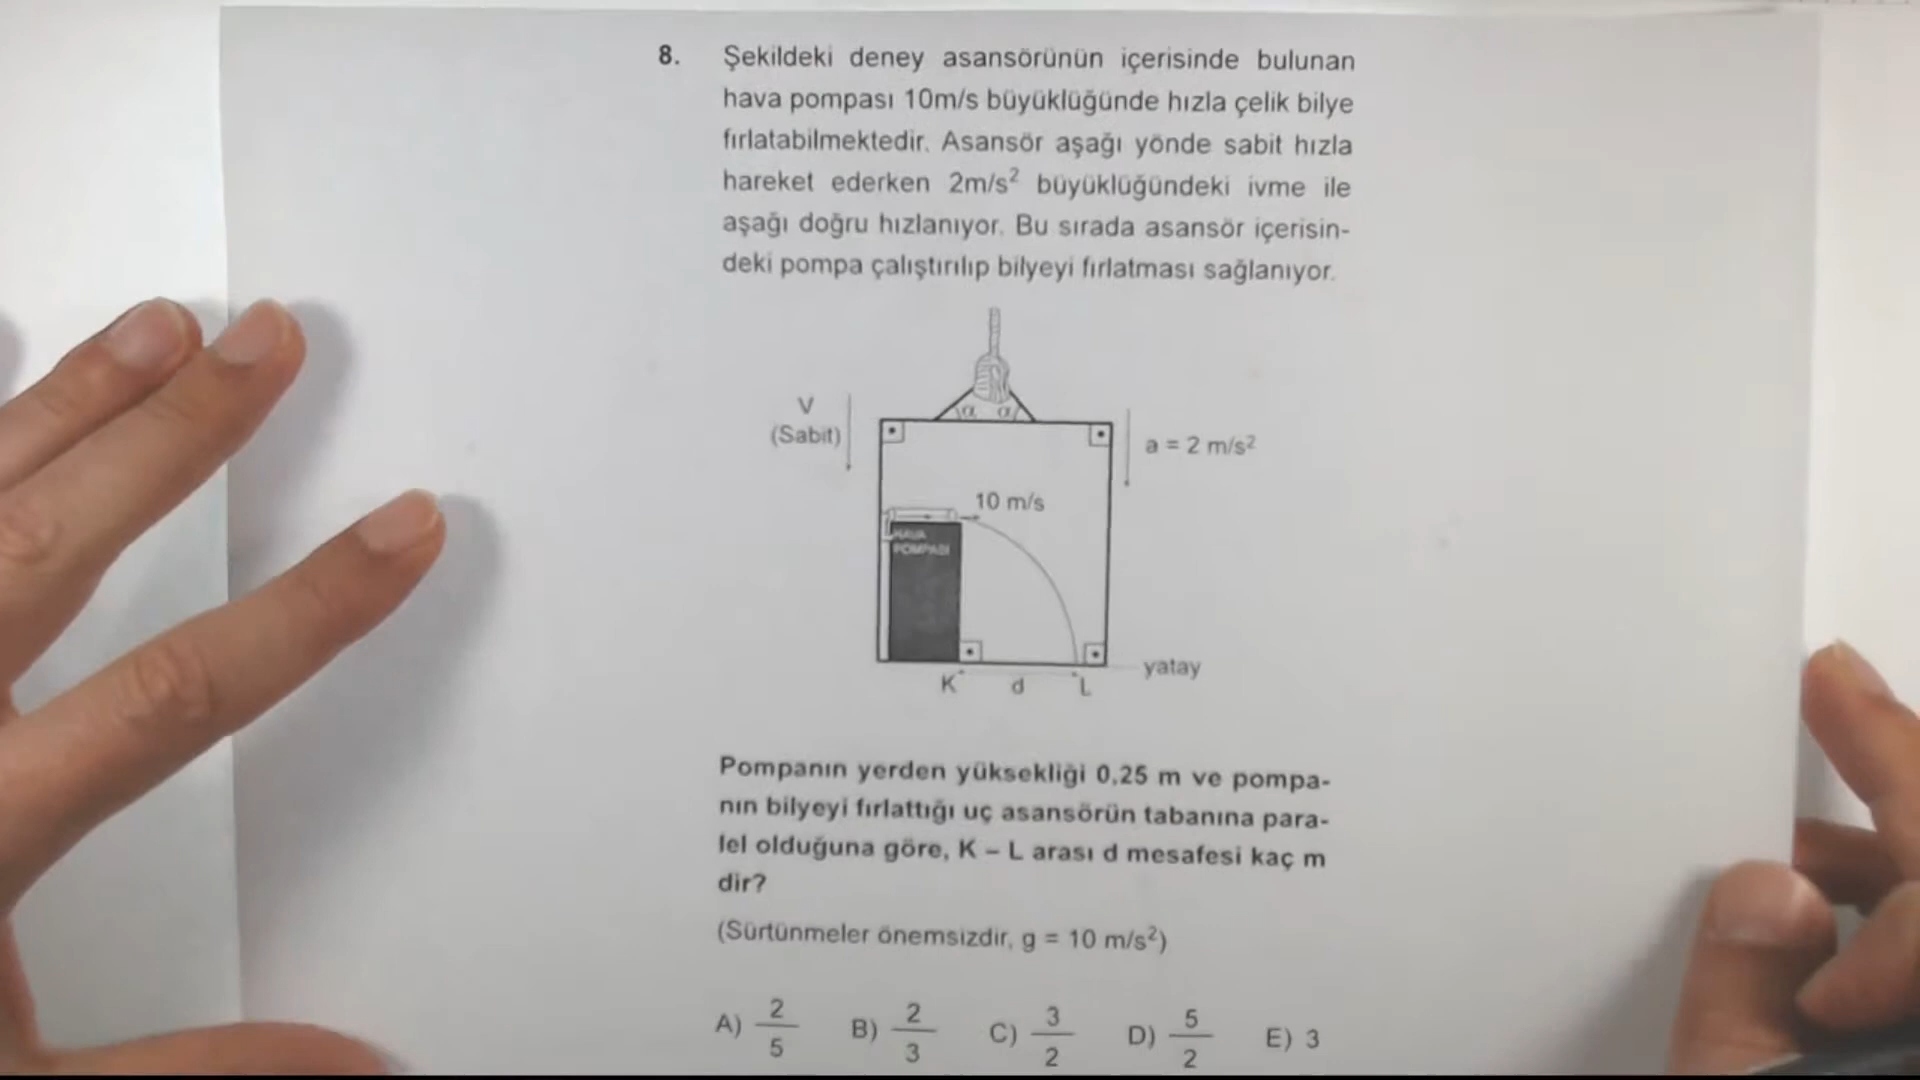 8. Şekildeki deney asansörünün içerisinde bulunan
hava pompası 10m/s büyüklüğünde hızla çelik bilye
fırlatabilmektedir. Asansör aşağı yönde sabit hızla
hareket ederken 2m/s² büyüklüğündeki ivme ile
aşağı doğru hızlanıyor. Bu sırada asansör içerisin-
deki pompa çalıştırılıp bilyeyi fırlatması sağlanıyor.
α α
V
(Sabit)
a = 2 m/s²
10 m/s
HAVA
POMPASI
yatay
K d L
Pompanın yerden yüksekliği 0,25 m ve pompa-
nın bilyeyi fırlattığı uç asansörün tabanına para-
lel olduğuna göre, K – L arası d mesafesi kaç m
dir?
(Sürtünmeler önemsizdir, g = 10 m/s²)
A) 2/5 B) 2/3 C) 3/2 D) 5/2 E) 3